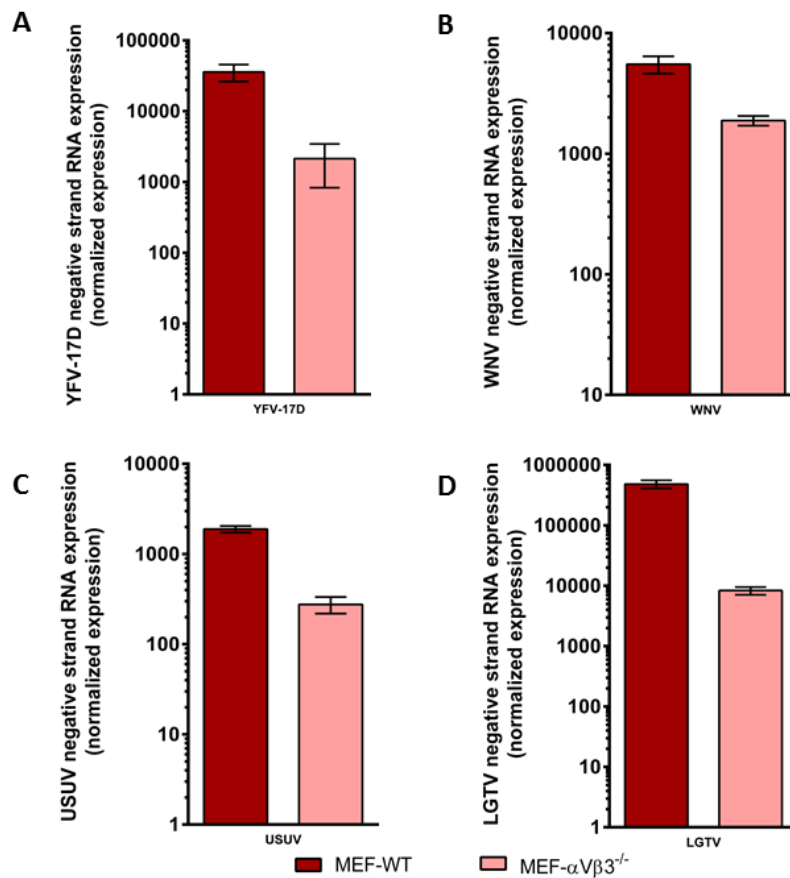 A
YFV-17D negative strand RNA expression
(normalized expression)
100000
10000
1000
100
10
1
YFV-17D
B
WNV negative strand RNA expression
(normalized expression)
10000
1000
100
10
WNV
C
USUV negative strand RNA expression
(normalized expression)
10000
1000
100
10
1
USUV
D
LGTV negative strand RNA expression
(normalized expression)
1000000
100000
10000
1000
100
10
1
LGTV
MEF-WT
MEF-αVβ3⁻/⁻